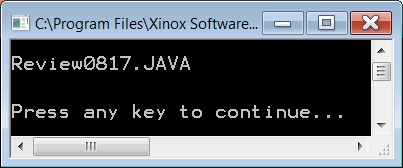 C:\Program Files\Xinox Software...
Review0817.JAVA
Press any key to continue...